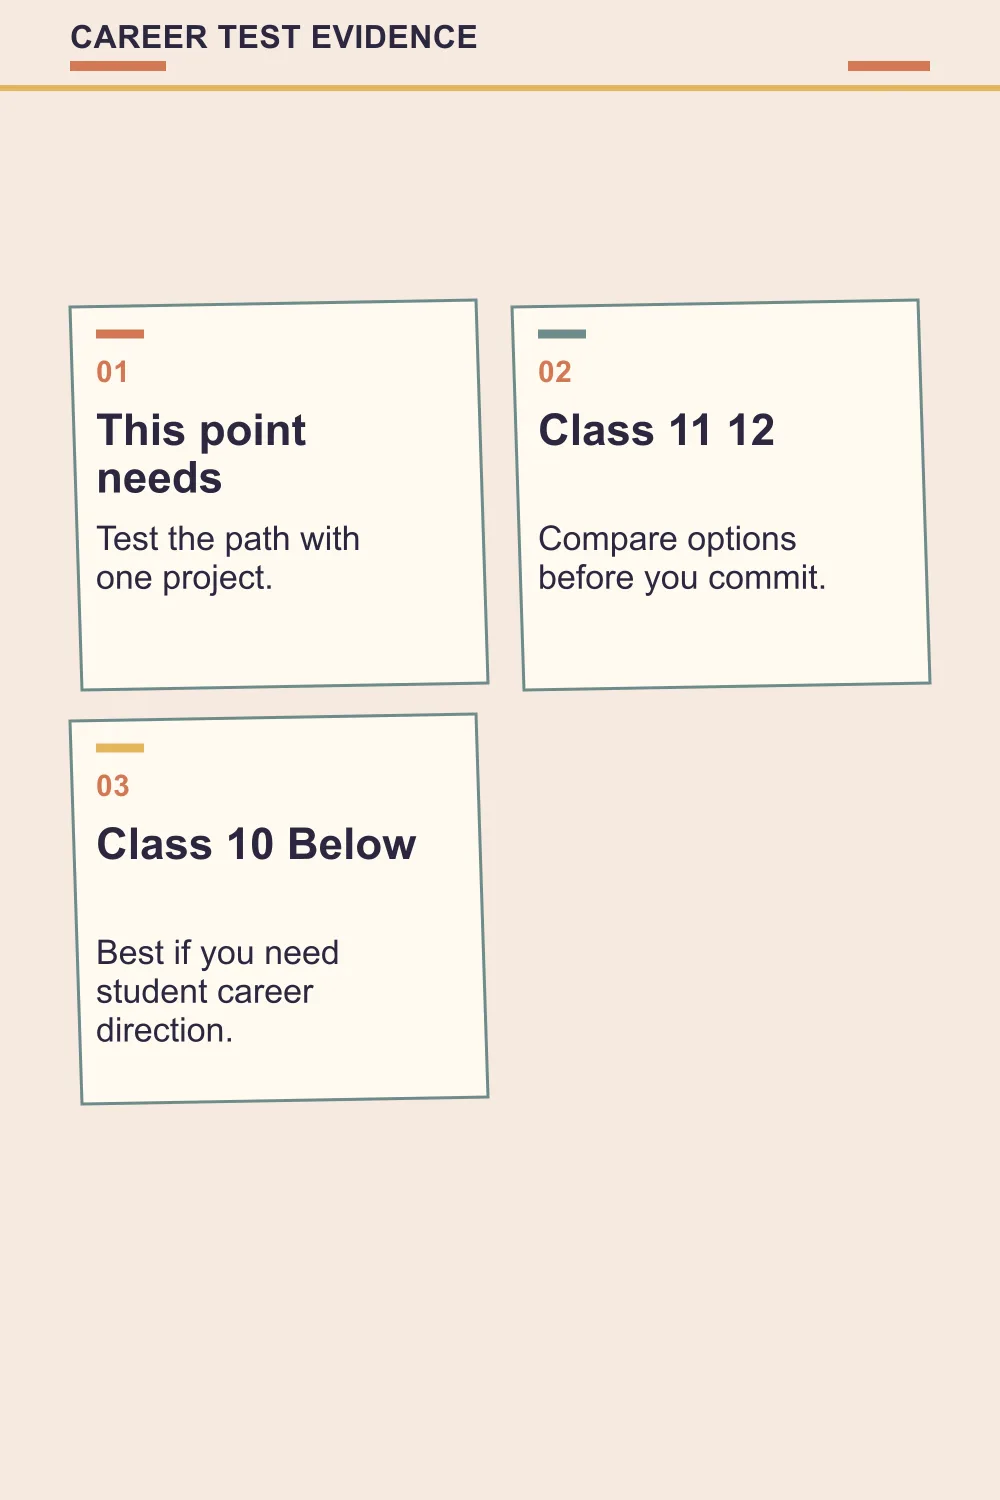 CAREER TEST EVIDENCE
01
This point
needs
Test the path with
one project.
02
Class 11 12
Compare options
before you commit.
03
Class 10 Below
Best if you need
student career
direction.